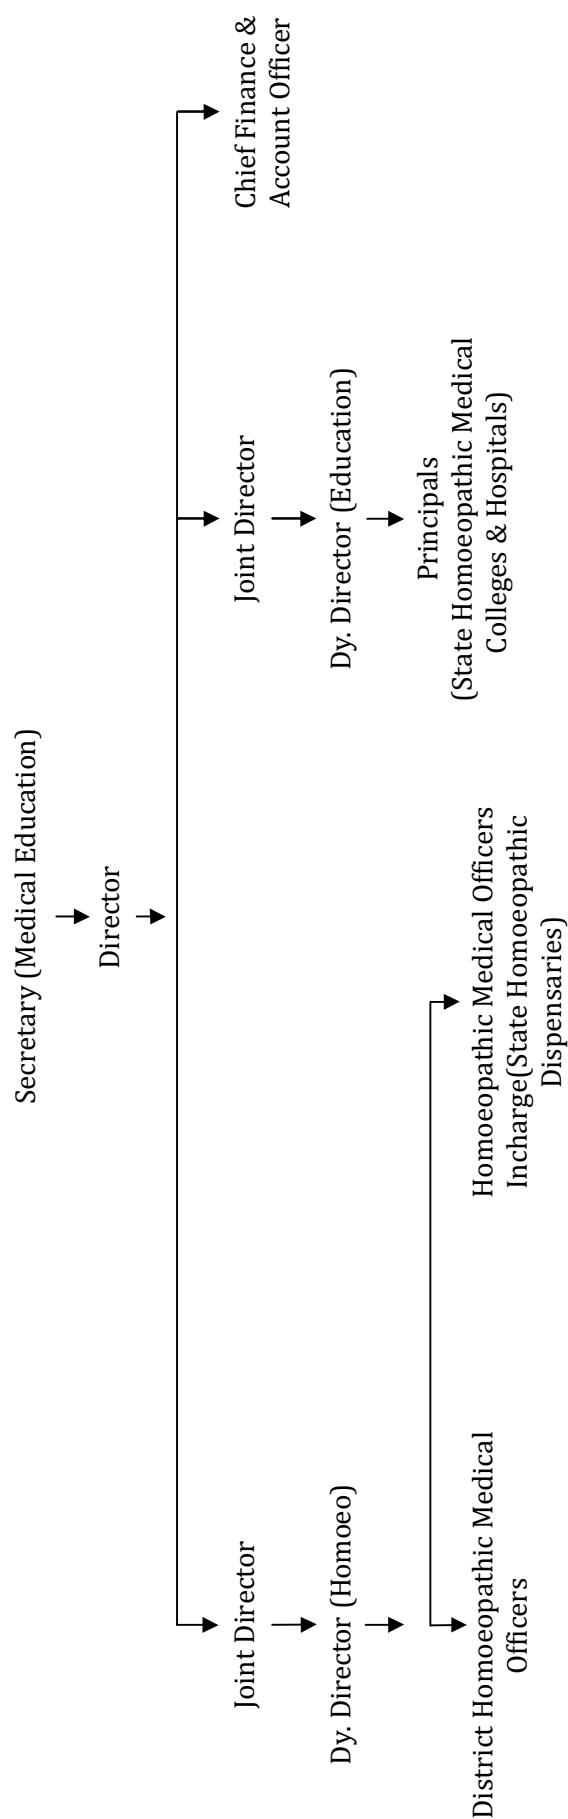 Secretary (Medical Education)
Director
Joint Director
Joint Director
Chief Finance &
Account Officer
Dy. Director (Homoeo)
Dy. Director (Education)
Principals
(State Homoeopathic Medical
Colleges & Hospitals)
District Homoeopathic Medical
Officers
Homoeopathic Medical Officers
Incharge(State Homoeopathic
Dispensaries)